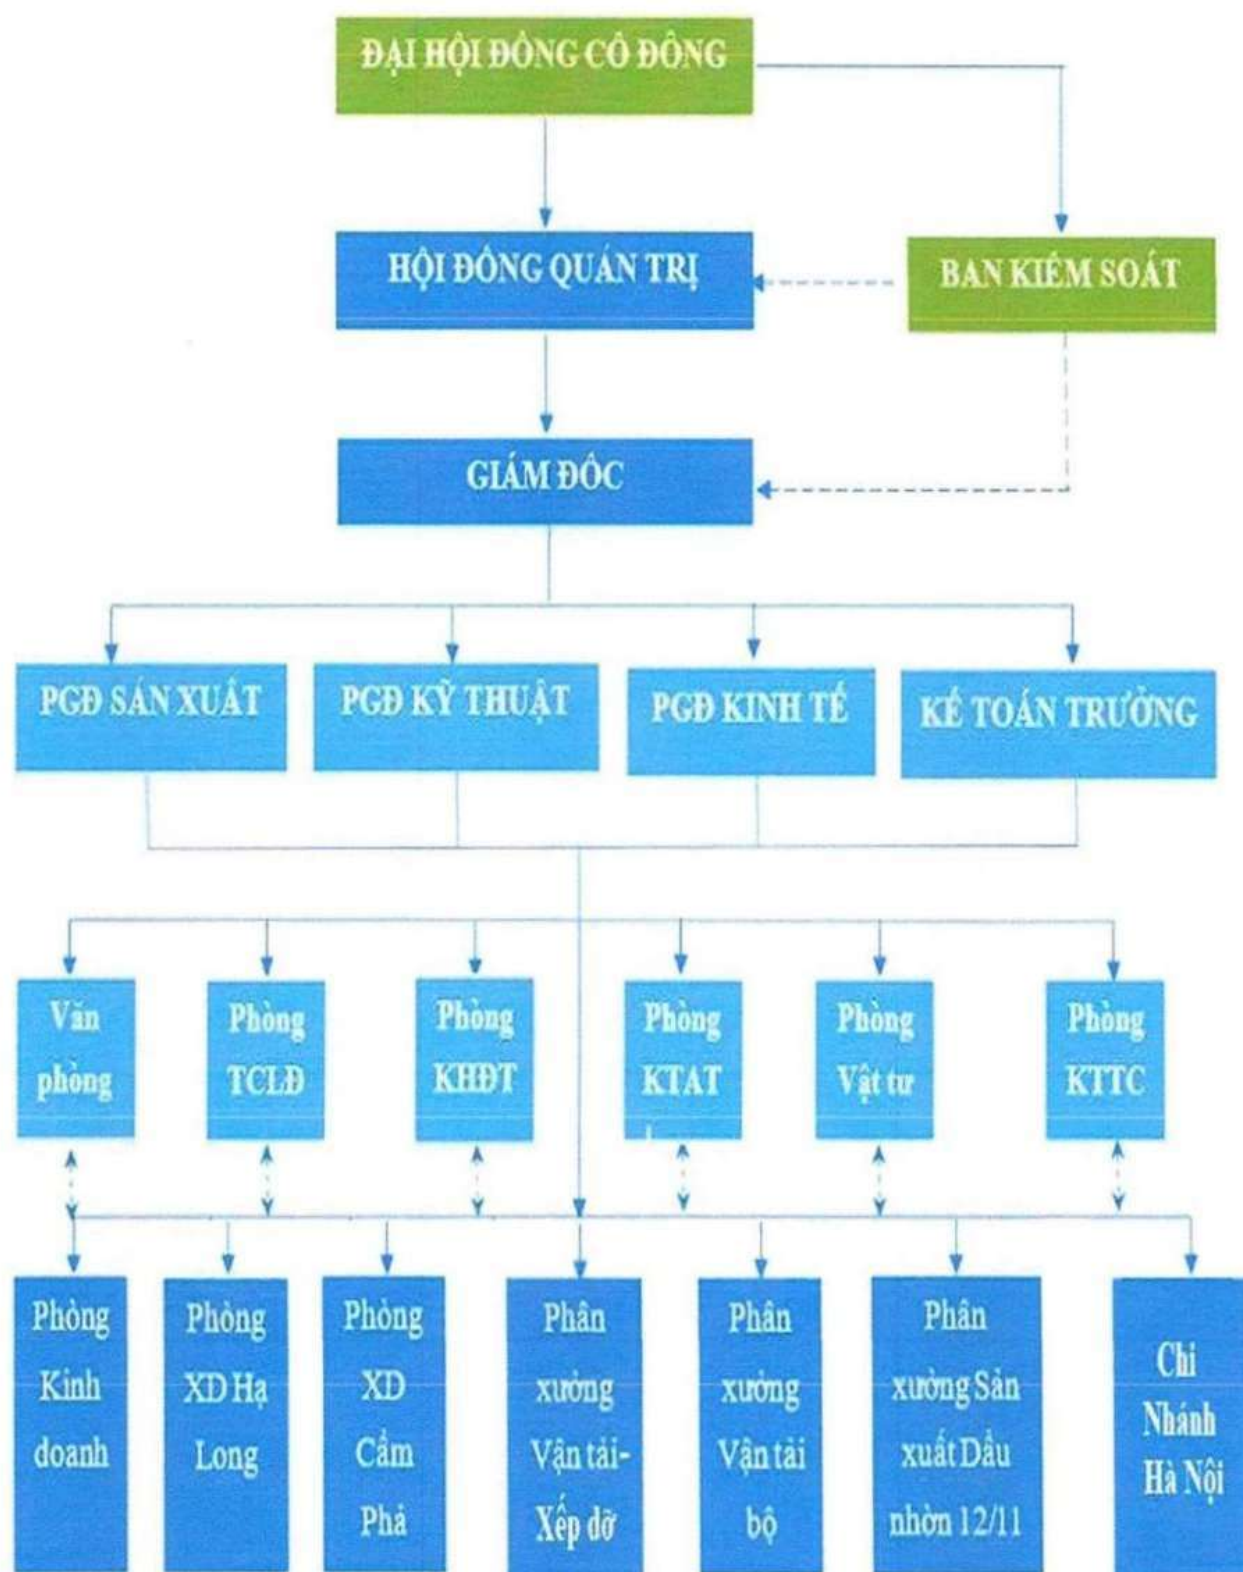 ĐẠI HỘI ĐỒNG CỔ ĐÔNG
HỘI ĐỒNG QUẢN TRỊ
BAN KIỂM SOÁT
GIÁM ĐỐC
PGĐ SẢN XUẤT
PGĐ KỸ THUẬT
PGĐ KINH TẾ
KẾ TOÁN TRƯỞNG
Văn
phòng
Phòng
TCLĐ
Phòng
KHĐT
Phòng
KTAT
Phòng
Vật tư
Phòng
KTTC
Phòng
Kinh
doanh
Phòng
XD Hạ
Long
Phòng
XD
Cẩm
Phả
Phân
xưởng
Vận tải-
Xếp dỡ
Phân
xưởng
Vận tải
bộ
Phân
xưởng Sản
xuất Dầu
nhờn 12/11
Chi
Nhánh
Hà Nội